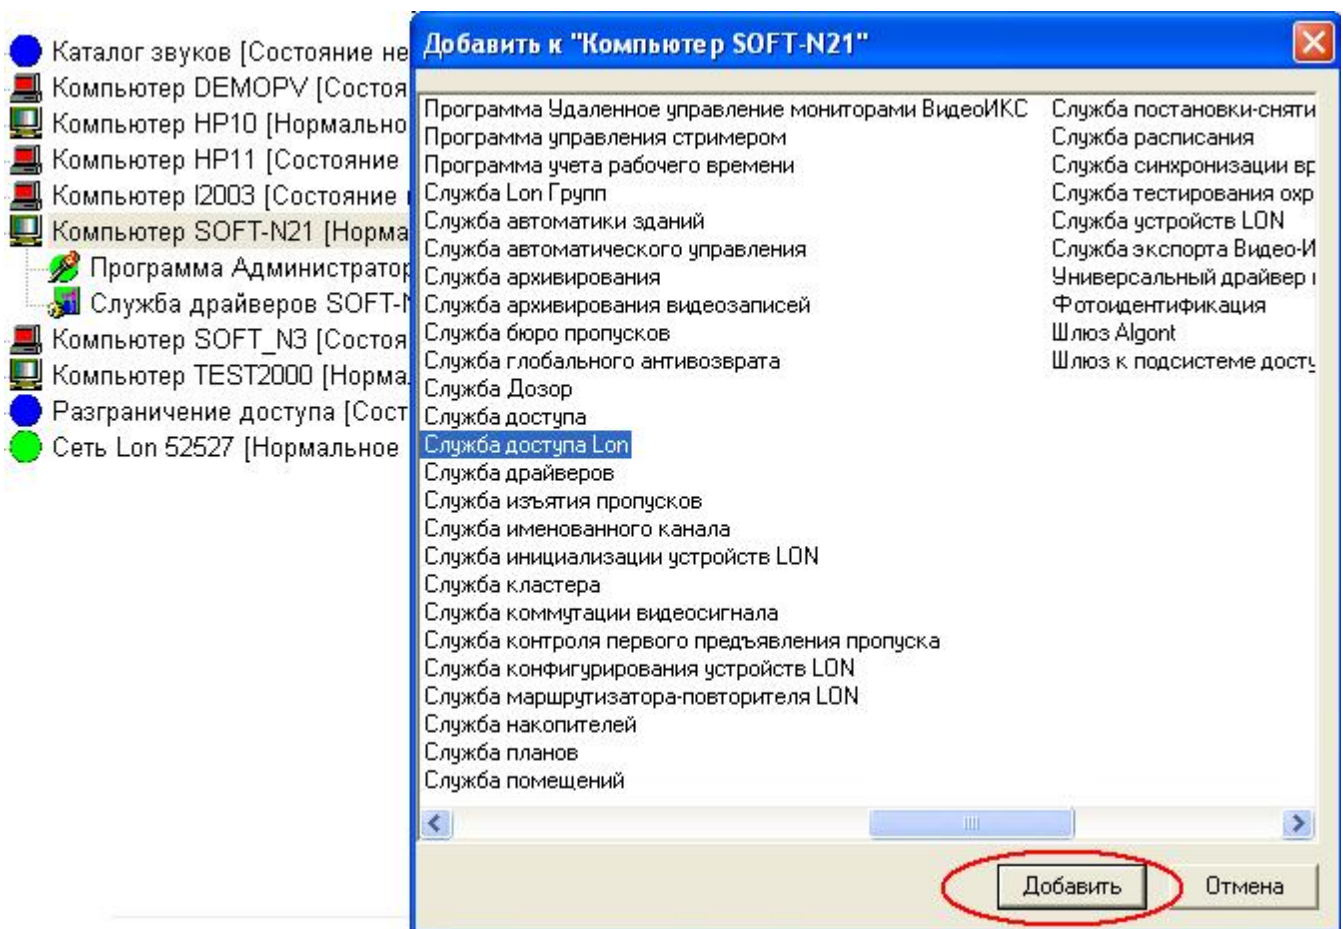 Каталог звуков [Состояние не
Компьютер DEMOPV [Состоя
Компьютер HP10 [Нормально
Компьютер HP11 [Состояние
Компьютер I2003 [Состояние
Компьютер SOFT-N21 [Норма
Программа Администратор
Служба драйверов SOFT-N
Компьютер SOFT_N3 [Состоя
Компьютер TEST2000 [Норма
Разграничение доступа [Сост
Сеть Lon 52527 [Нормальное
Добавить к "Компьютер SOFT-N21"
Программа Удаленное управление мониторами ВидеоИКС
Программа управления стримером
Программа учета рабочего времени
Служба Lon Групп
Служба автоматики зданий
Служба автоматического управления
Служба архивирования
Служба архивирования видеозаписей
Служба бюро пропусков
Служба глобального антивозврата
Служба Дозор
Служба доступа
Служба доступа Lon
Служба драйверов
Служба изъятия пропусков
Служба именованного канала
Служба инициализации устройств LON
Служба кластера
Служба коммутации видеосигнала
Служба контроля первого предъявления пропуска
Служба конфигурирования устройств LON
Служба маршрутизатора-повторителя LON
Служба накопителей
Служба планов
Служба помещений
Служба постановки-сняти
Служба расписания
Служба синхронизации вр
Служба тестирования охр
Служба устройств LON
Служба экспорта Видео-И
Универсальный драйвер
Фотоидентификация
Шлюз Algont
Шлюз к подсистеме досту
Добавить
Отмена